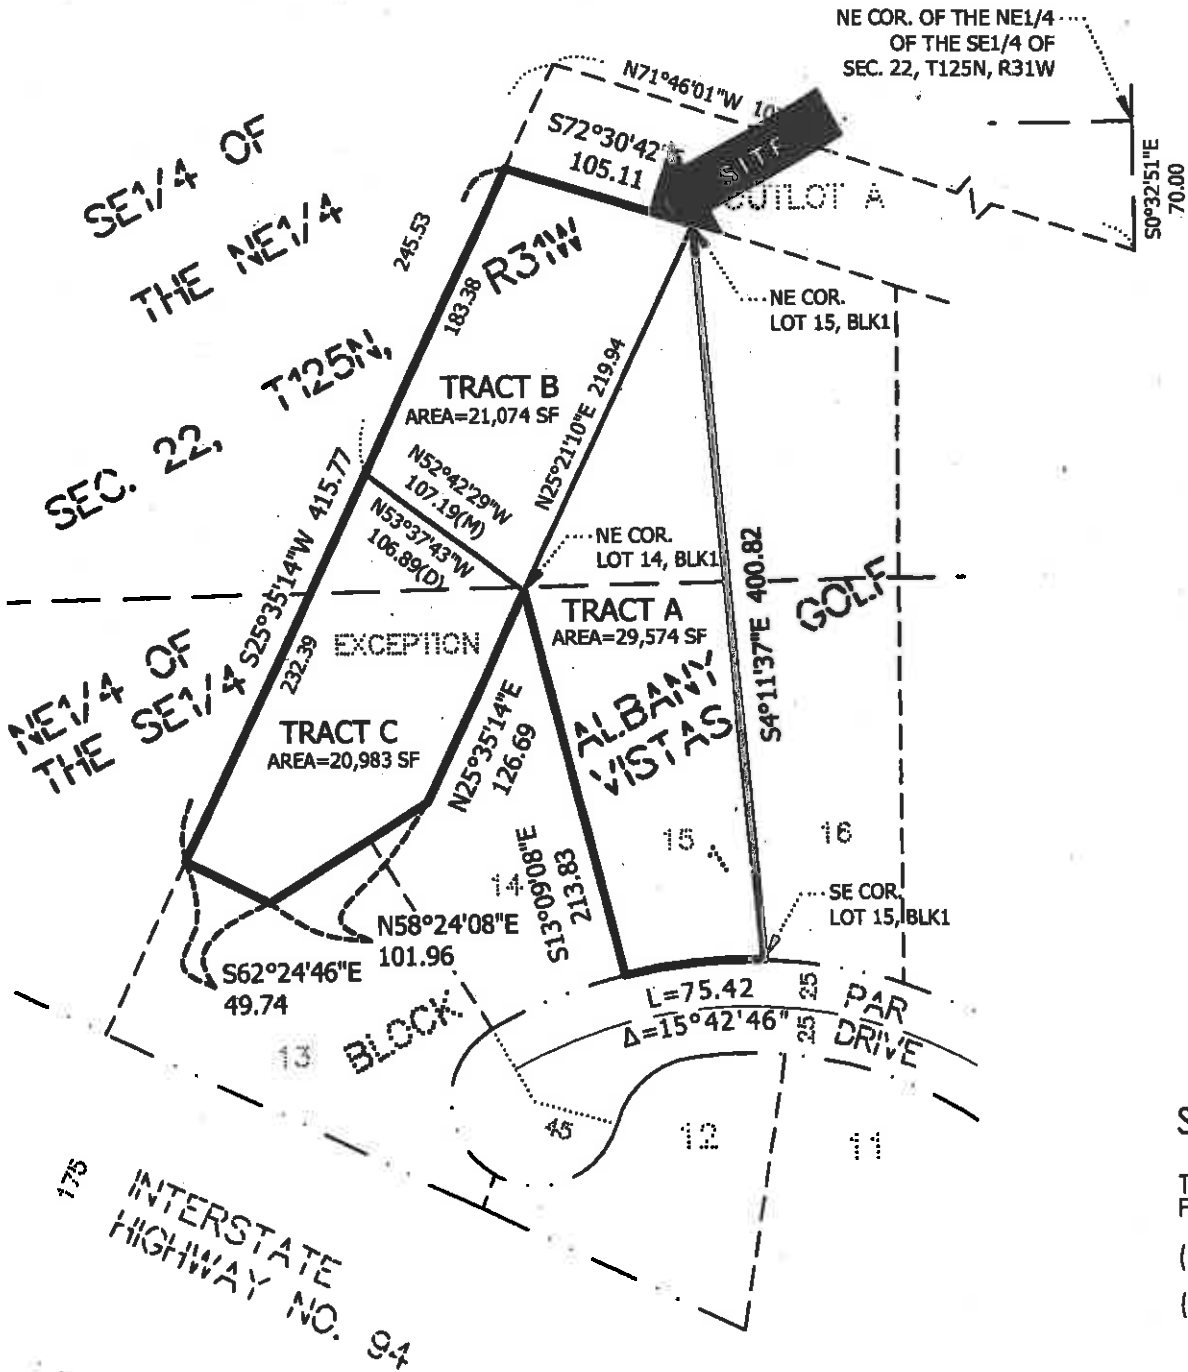 NE COR. OF THE NE1/4
OF THE SE1/4 OF
SEC. 22, T125N, R31W
N71°46'01"W
S72°30'42"
105.11
SITE
OUTLOT A
S0°32'51"E
70.00
SE1/4 OF
THE NE1/4
SEC. 22, T125N, R31W
245.53
183.38
NE COR.
LOT 15, BLK1
TRACT B
AREA=21,074 SF
N25°21'10"E 219.94
N52°42'29"W
107.19(M)
N53°37'43"W
106.89(D)
NE COR.
LOT 14, BLK1
S25°35'14"W 415.77
232.39
NE1/4 OF
THE SE1/4
EXCEPTION
TRACT A
AREA=29,574 SF
S4°11'37"E 400.82
GOLF
ALBANY
VISTAS
TRACT C
AREA=20,983 SF
N25°35'14"E
126.69
S13°09'08"E
213.83
14
15
16
SE COR.
LOT 15, BLK1
N58°24'08"E
101.96
S62°24'46"E
49.74
L=75.42
Δ=15°42'46"
25
25
PAR
DRIVE
BLOCK
13
45
12
11
175
INTERSTATE
HIGHWAY NO. 94
S
T
F
(
(